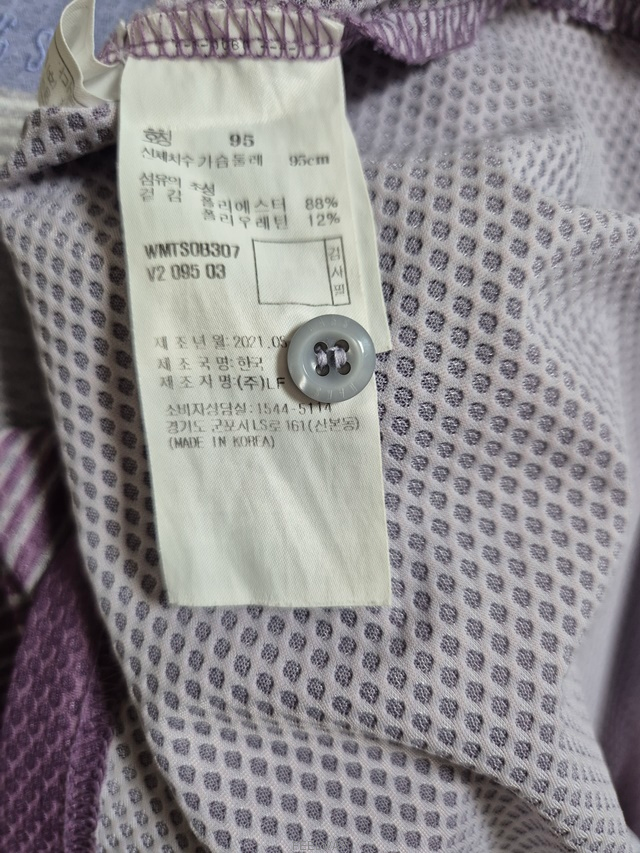 호칭 95
신체치수 가슴둘레 95cm
섬유의 조성
겉감 폴리에스터 88%
폴리우레탄 12%
WMTS0B307
V2 095 03
검사명
제조년월: 2021.05
제조국명: 한국
제조자명: (주)LF
소비자상담실: 1544-5114
경기도 군포시 LS로 161(산본동)
(MADE IN KOREA)